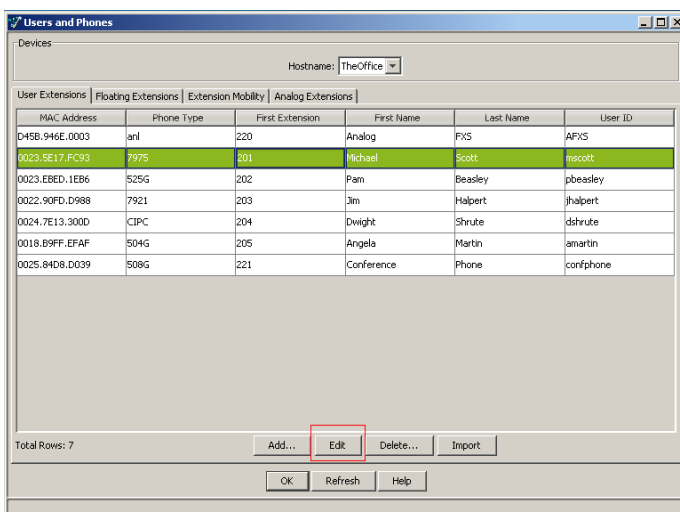 Users and Phones
Devices
Hostname: TheOffice
User Extensions Floating Extensions Extension Mobility Analog Extensions
MAC Address Phone Type First Extension First Name Last Name User ID
D45B.946E.0003 anl 220 Analog FXS AFXS
0023.5E17.FC93 7975 201 Michael Scott mscott
0023.EBED.1EB6 525G 202 Pam Beasley pbeasley
0022.90FD.D988 7921 203 Jim Halpert jhalpert
0024.7E13.300D CIPC 204 Dwight Shrute dshrute
0018.B9FF.EFAF 504G 205 Angela Martin amartin
0025.84D8.D039 508G 221 Conference Phone confphone
Total Rows: 7 Add... Edit Delete... Import
OK Refresh Help